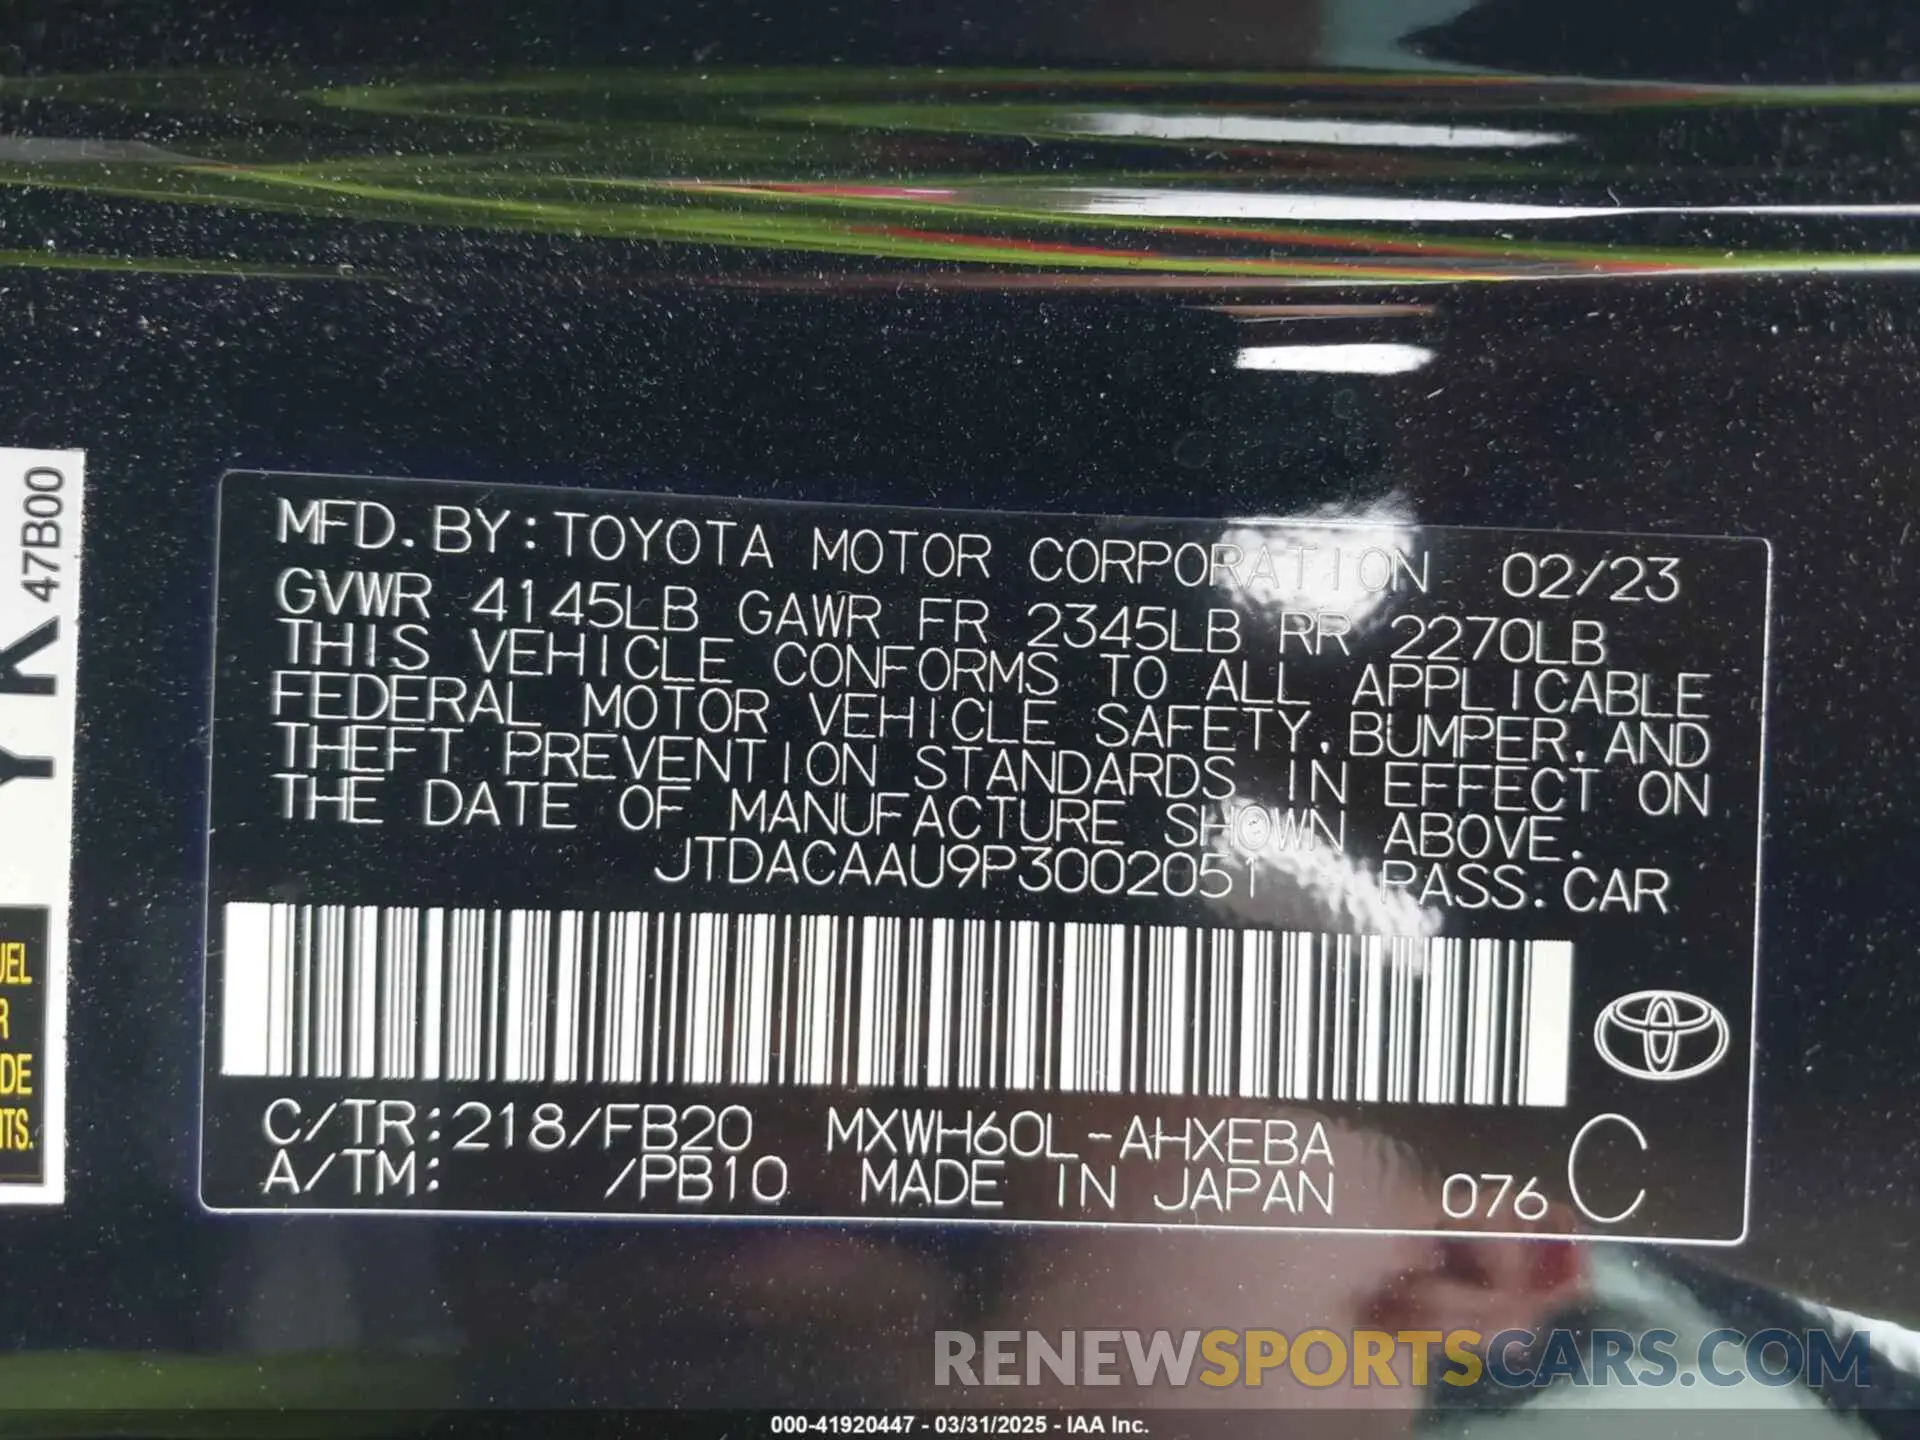 MFD. BY: TOYOTA MOTOR CORPORATION 02/23
GVWR 4145LB GAWR FR 2345LB RR 2270LB
THIS VEHICLE CONFORMS TO ALL APPLICABLE
FEDERAL MOTOR VEHICLE SAFETY, BUMPER, AND
THEFT PREVENTION STANDARDS IN EFFECT ON
THE DATE OF MANUFACTURE SHOWN ABOVE.
JTDACAAU9P3002051 PASS. CAR
C/TR: 218/FB20 MXWH60L-AHXEBA
A/TM: /PB10 MADE IN JAPAN 076 C
YK 47B00
RENEWSPORTSCARS.COM
000-41920447 - 03/31/2025 - IAA Inc.